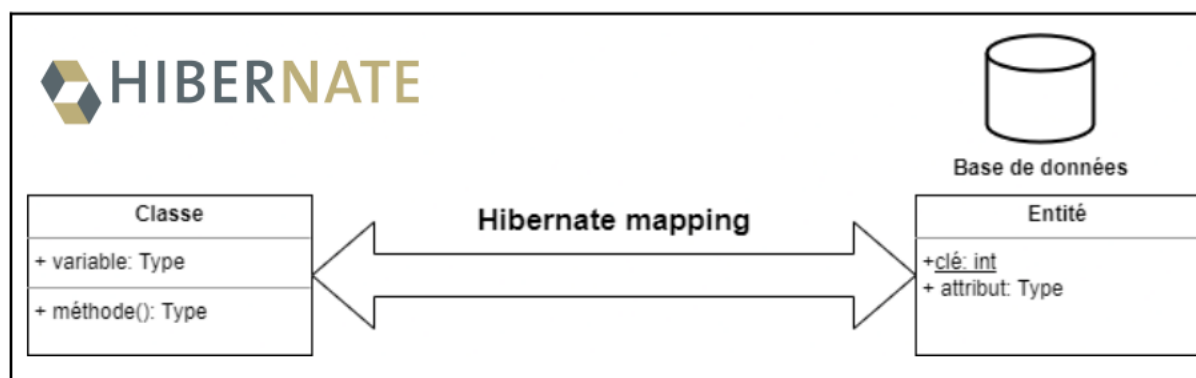 HIBERNATE
Base de données
Classe
+ variable: Type
+ méthode(): Type
Hibernate mapping
Entité
+clé: int
+ attribut: Type